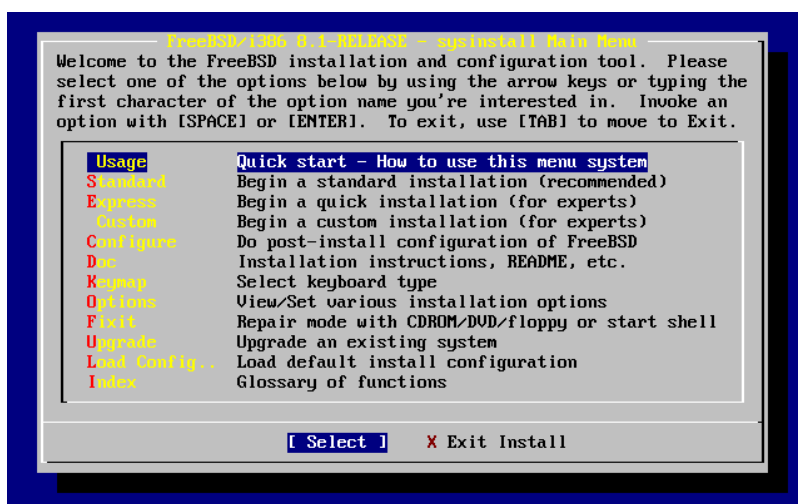 FreeBSD/i386 8.1-RELEASE - sysinstall Main Menu
Welcome to the FreeBSD installation and configuration tool.  Please
select one of the options below by using the arrow keys or typing the
first character of the option name you're interested in.  Invoke an
option with [SPACE] or [ENTER].  To exit, use [TAB] to move to Exit.
Usage Quick start - How to use this menu system
Standard Begin a standard installation (recommended)
Express Begin a quick installation (for experts)
Custom Begin a custom installation (for experts)
Configure Do post-install configuration of FreeBSD
Doc Installation instructions, README, etc.
Keymap Select keyboard type
Options View/Set various installation options
Fixit Repair mode with CDROM/DVD/floppy or start shell
Upgrade Upgrade an existing system
Load Config.. Load default install configuration
Index Glossary of functions
[ Select ] X Exit Install